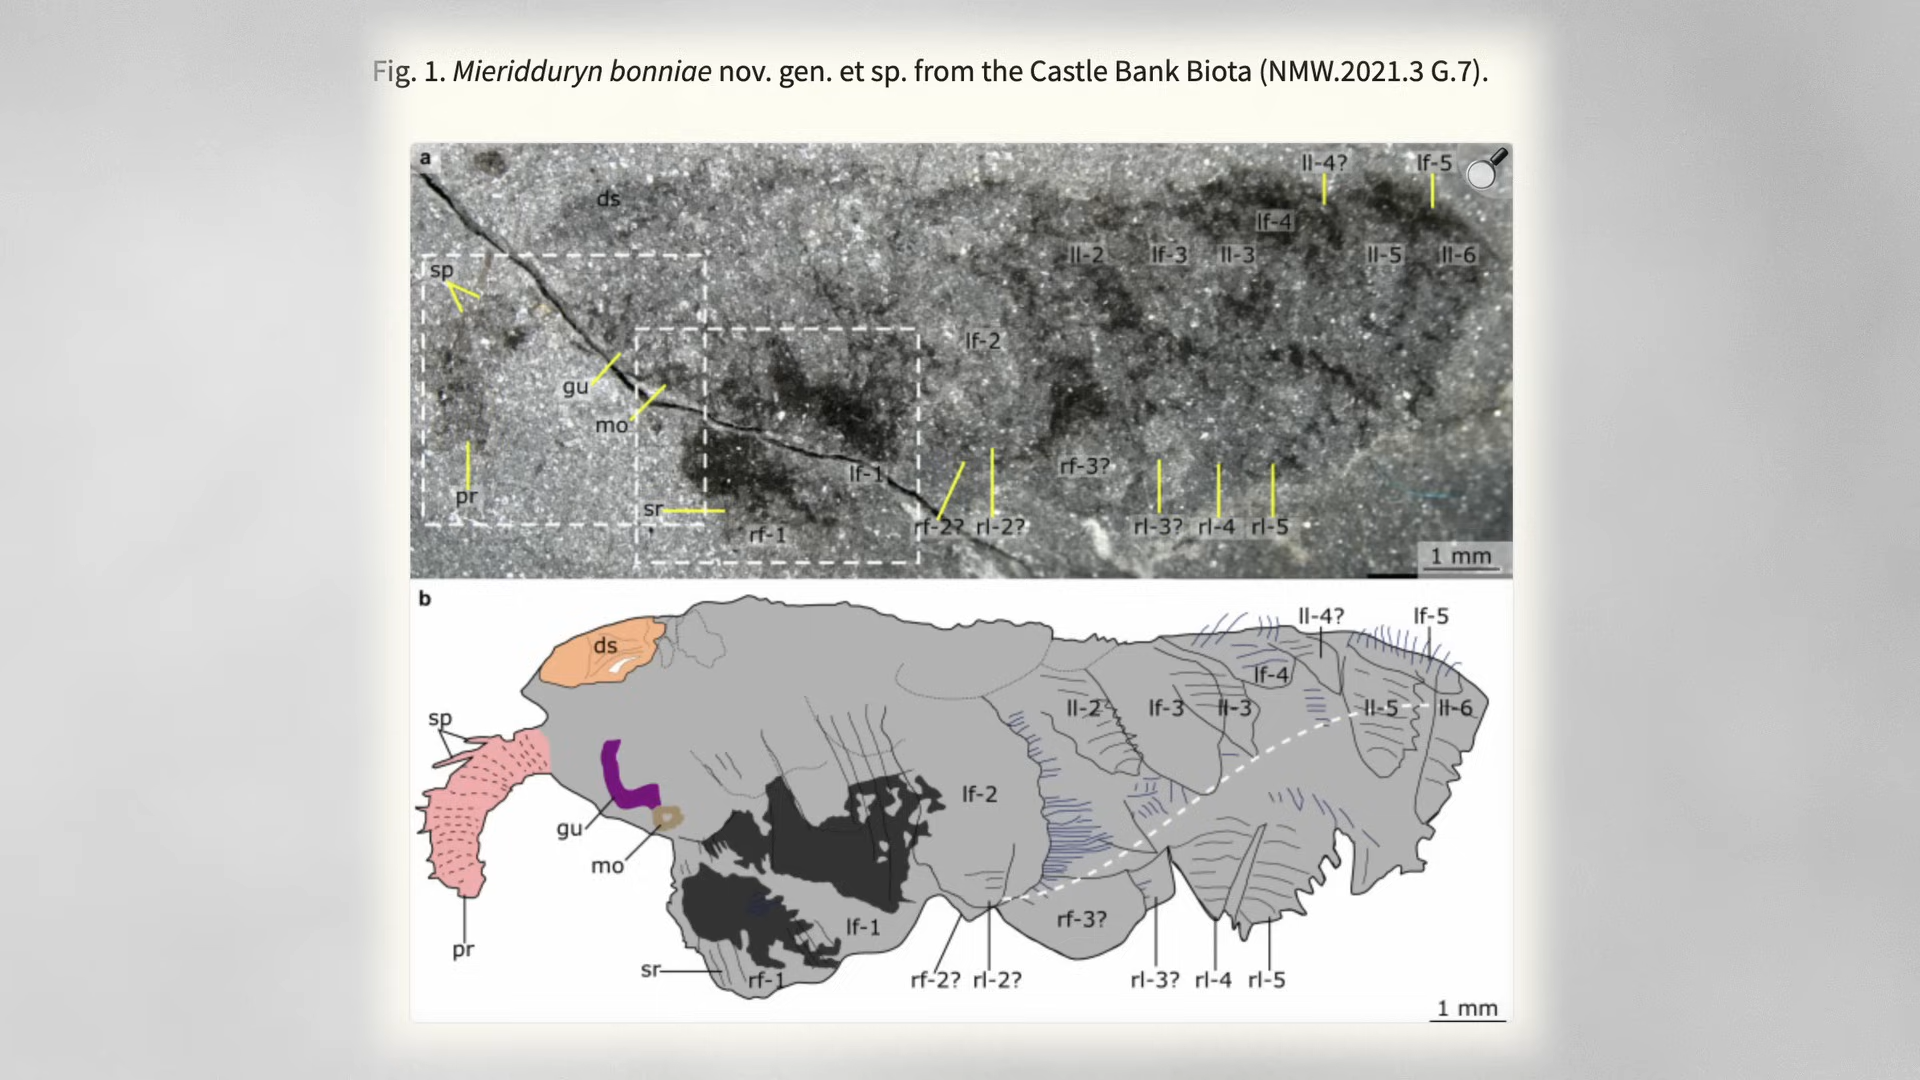 Fig. 1. Mieridduryn bonniae nov. gen. et sp. from the Castle Bank Biota (NMW.2021.3 G.7).
a
ll-4? lf-5
ds
lf-4
ll-2 lf-3 ll-3 ll-5 ll-6
sp
lf-2
gu
mo
rf-3?
lf-1
pr
sr
rf-1
rf-2? rl-2? rl-3? rl-4 rl-5
1 mm
b
ll-4? lf-5
ds
lf-4
sp
ll-2 lf-3 ll-3 ll-5 ll-6
lf-2
gu
mo
rf-3?
lf-1
pr
sr
rf-1
rf-2? rl-2? rl-3? rl-4 rl-5
1 mm